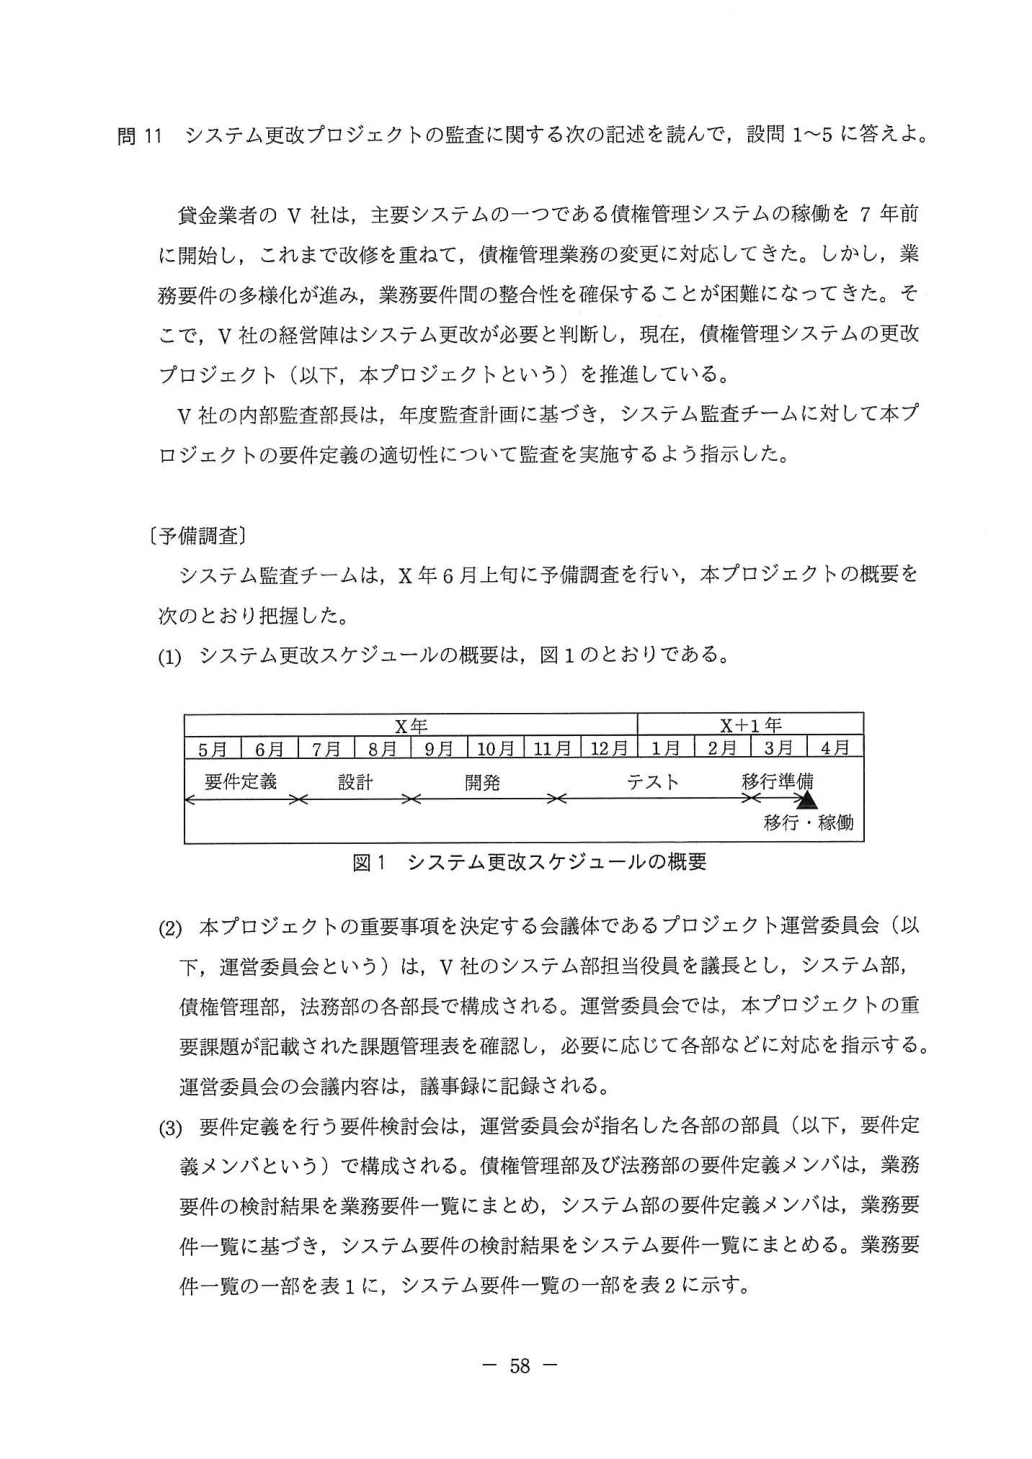 問 11 システム更改プロジェクトの監査に関する次の記述を読んで，設問 1～5 に答えよ。
貸金業者の V 社は，主要システムの一つである債権管理システムの稼働を 7 年前
に開始し，これまで改修を重ねて，債権管理業務の変更に対応してきた。しかし，業
務要件の多様化が進み，業務要件間の整合性を確保することが困難になってきた。そ
こで，V 社の経営陣はシステム更改が必要と判断し，現在，債権管理システムの更改
プロジェクト（以下，本プロジェクトという）を推進している。
V 社の内部監査部長は，年度監査計画に基づき，システム監査チームに対して本プ
ロジェクトの要件定義の適切性について監査を実施するよう指示した。
〔予備調査〕
システム監査チームは，X 年 6 月上旬に予備調査を行い，本プロジェクトの概要を
次のとおり把握した。
(1) システム更改スケジュールの概要は，図 1 のとおりである。
X 年 X＋1 年
5 月 6 月 7 月 8 月 9 月 10 月 11 月 12 月 1 月 2 月 3 月 4 月
要件定義 設計 開発 テスト 移行準備
移行・稼働
図 1 システム更改スケジュールの概要
(2) 本プロジェクトの重要事項を決定する会議体であるプロジェクト運営委員会（以
下，運営委員会という）は，V 社のシステム部担当役員を議長とし，システム部，
債権管理部，法務部の各部長で構成される。運営委員会では，本プロジェクトの重
要課題が記載された課題管理表を確認し，必要に応じて各部などに対応を指示する。
運営委員会の会議内容は，議事録に記録される。
(3) 要件定義を行う要件検討会は，運営委員会が指名した各部の部員（以下，要件定
義メンバという）で構成される。債権管理部及び法務部の要件定義メンバは，業務
要件の検討結果を業務要件一覧にまとめ，システム部の要件定義メンバは，業務要
件一覧に基づき，システム要件の検討結果をシステム要件一覧にまとめる。業務要
件一覧の一部を表 1 に，システム要件一覧の一部を表 2 に示す。
－ 58 －